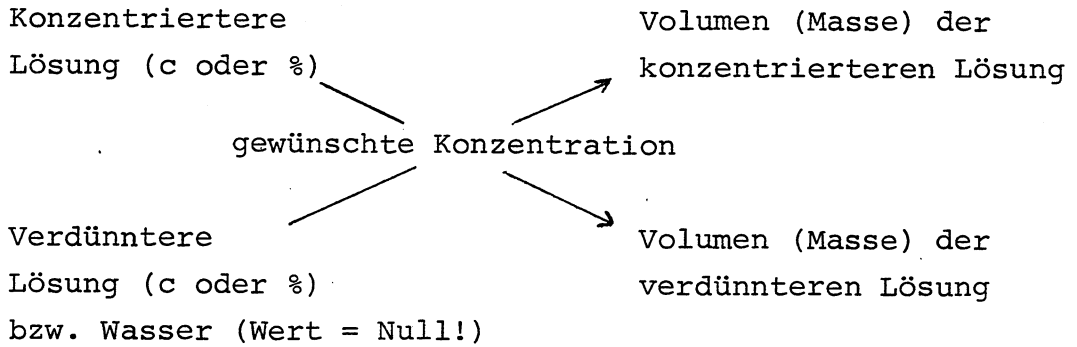 Konzentriertere
Lösung (c oder %)
Volumen (Masse) der
konzentrierteren Lösung
gewünschte Konzentration
Verdünntere
Lösung (c oder %)
bzw. Wasser (Wert = Null!)
Volumen (Masse) der
verdünnteren Lösung